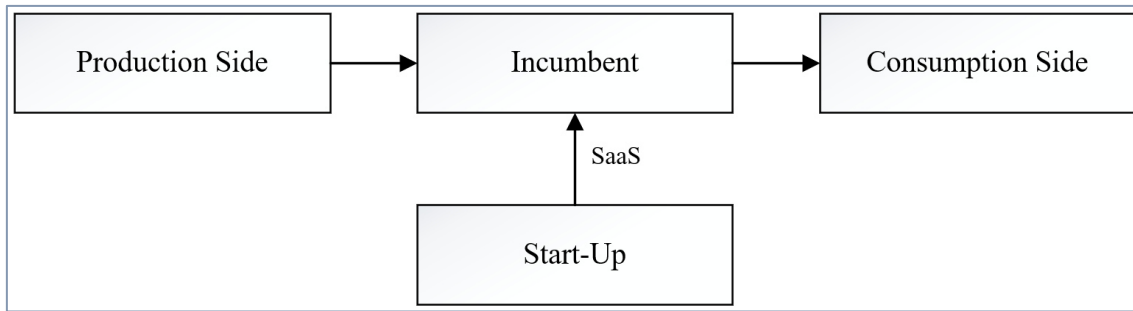 Production Side
Incumbent
Consumption Side
SaaS
Start-Up